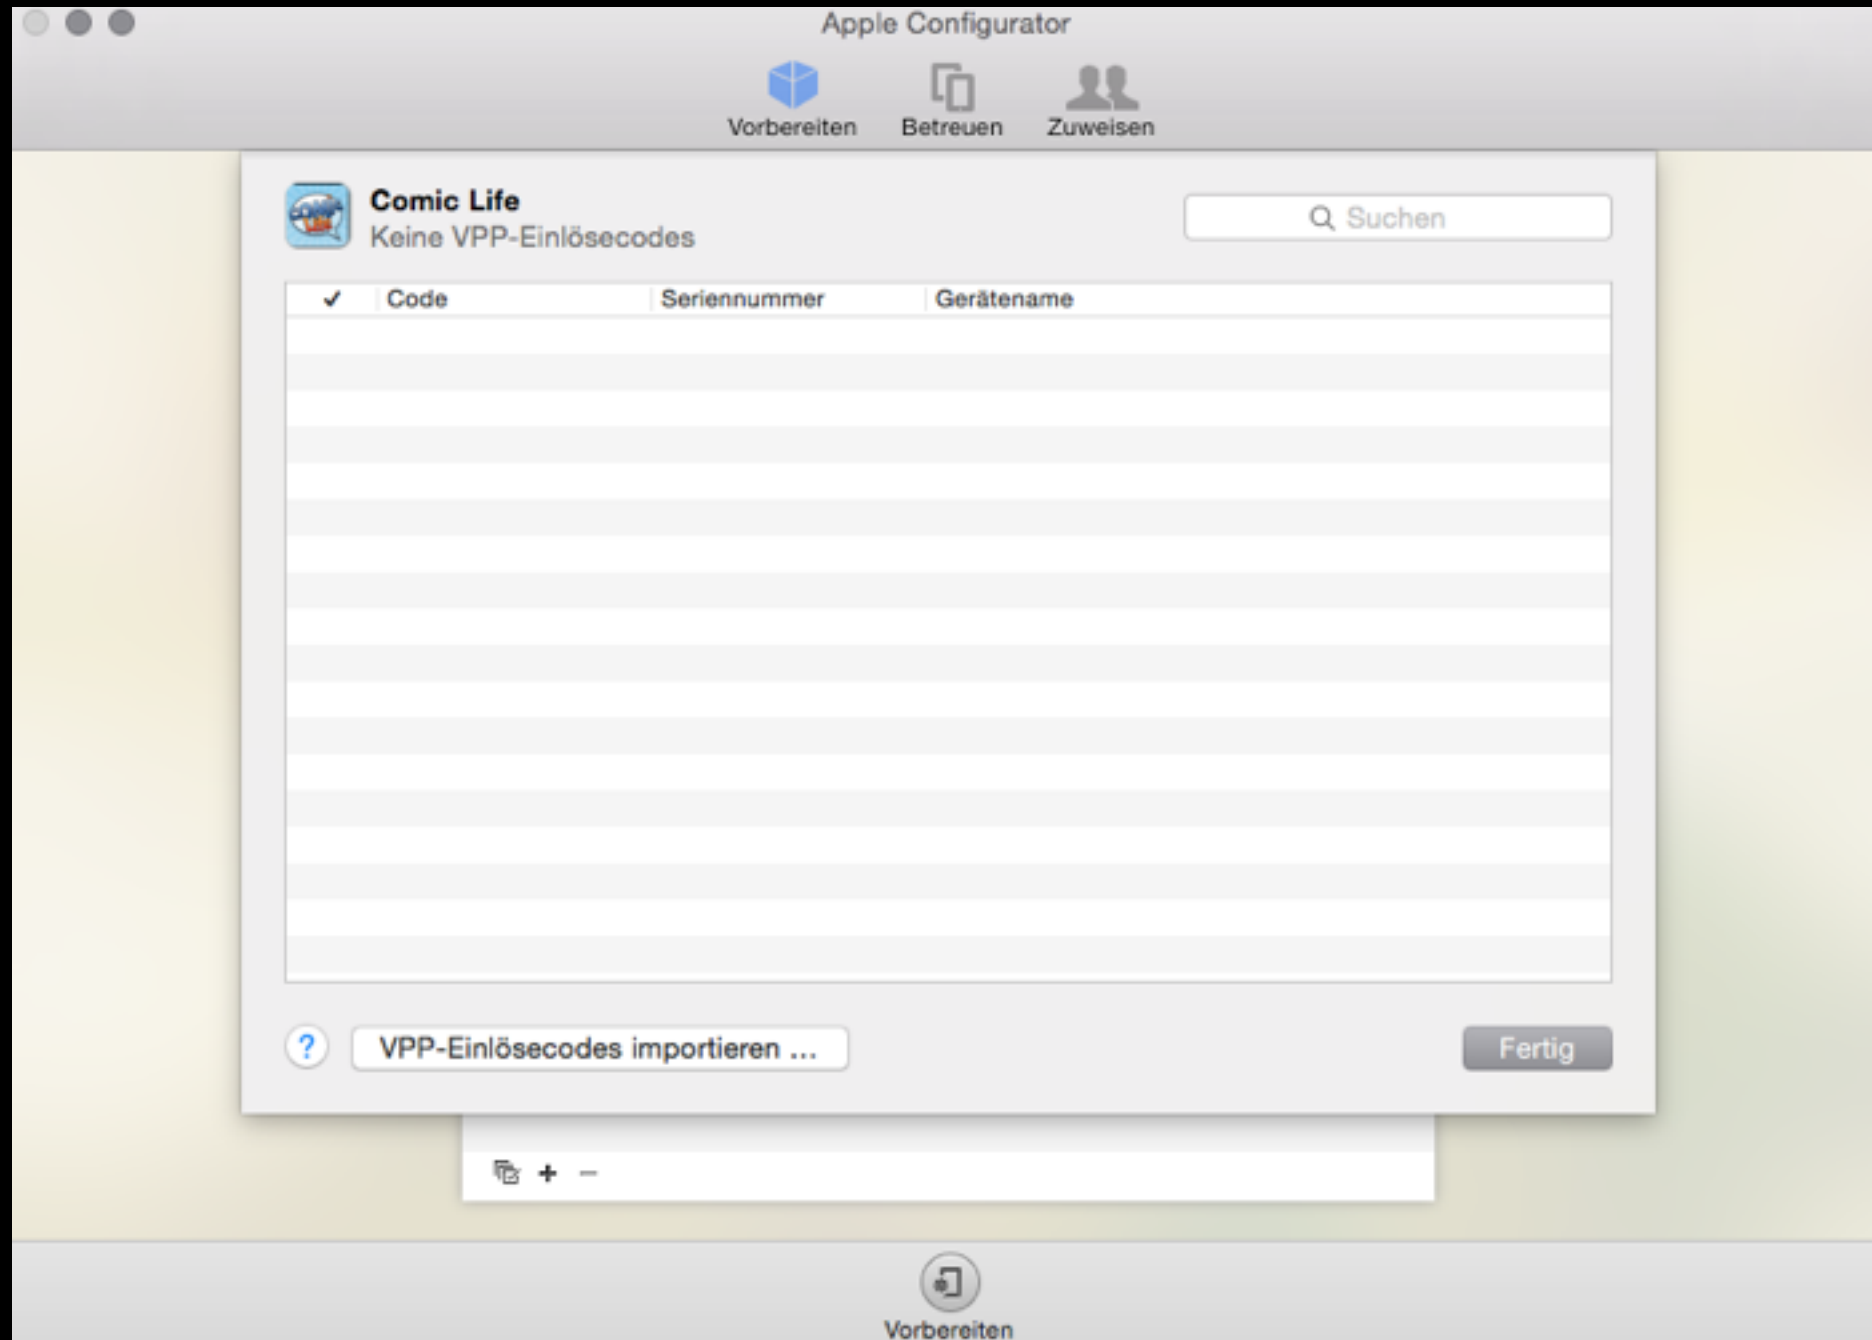 Apple Configurator
Vorbereiten Betreuen Zuweisen
Comic Life
Keine VPP-Einlösecodes
Suchen
Code Seriennummer Gerätename
? VPP-Einlösecodes importieren ... Fertig
Vorbereiten